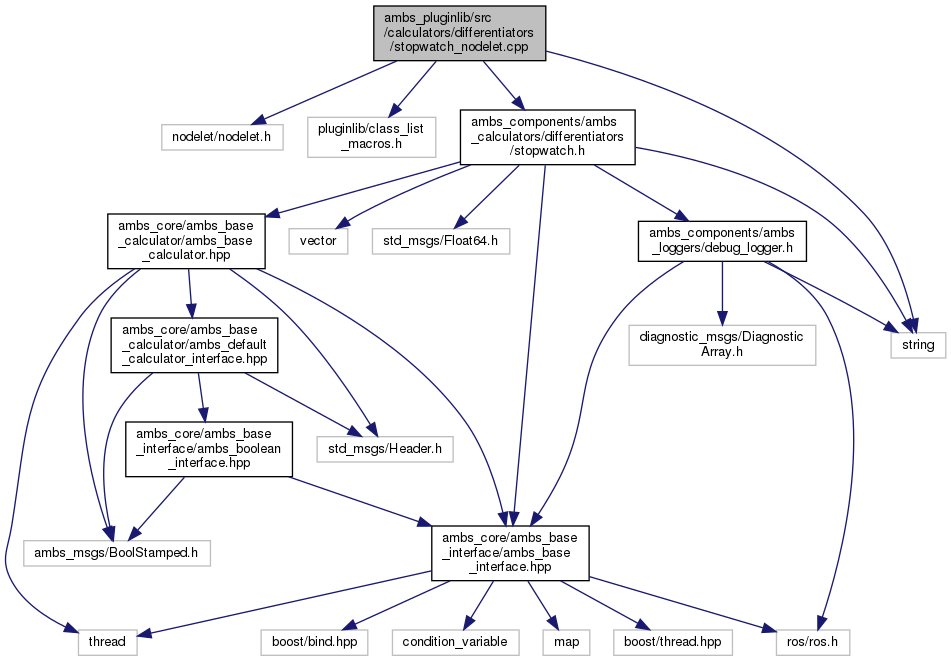 ambs_pluginlib/src
/calculators/differentiators
/stopwatch_nodelet.cpp
nodelet/nodelet.h
pluginlib/class_list
_macros.h
ambs_components/ambs
_calculators/differentiators
/stopwatch.h
ambs_core/ambs_base
_calculator/ambs_base
_calculator.hpp
vector
std_msgs/Float64.h
ambs_components/ambs
_loggers/debug_logger.h
ambs_core/ambs_base
_calculator/ambs_default
_calculator_interface.hpp
diagnostic_msgs/Diagnostic
Array.h
string
ambs_core/ambs_base
_interface/ambs_boolean
_interface.hpp
std_msgs/Header.h
ambs_msgs/BoolStamped.h
ambs_core/ambs_base
_interface/ambs_base
_interface.hpp
thread
boost/bind.hpp
condition_variable
map
boost/thread.hpp
ros/ros.h